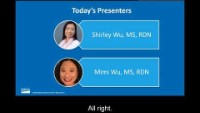 Today's Presenters
Shirley Wu, MS, RDN
Mimi Wu, MS, RDN
All right.